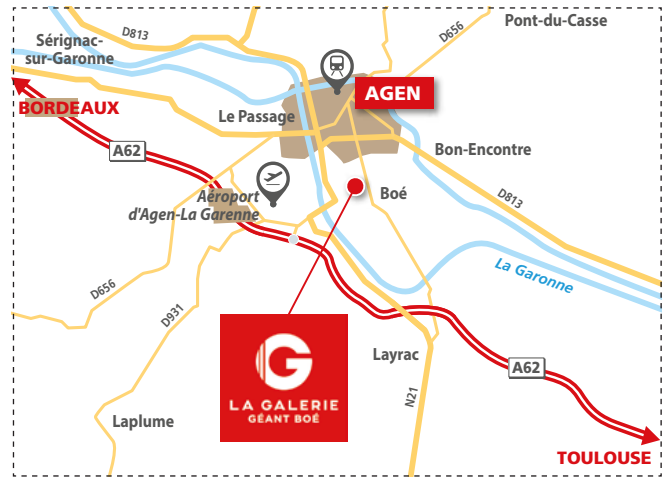 Pont-du-Casse
D656
D813
Sérignac-
sur-Garonne
AGEN
BORDEAUX
Le Passage
A62
Bon-Encontre
Aéroport
d'Agen-La Garenne
Boé
D813
La Garonne
D656
D931
G
LA GALERIE
GÉANT BOÉ
Layrac
A62
N21
Laplume
TOULOUSE